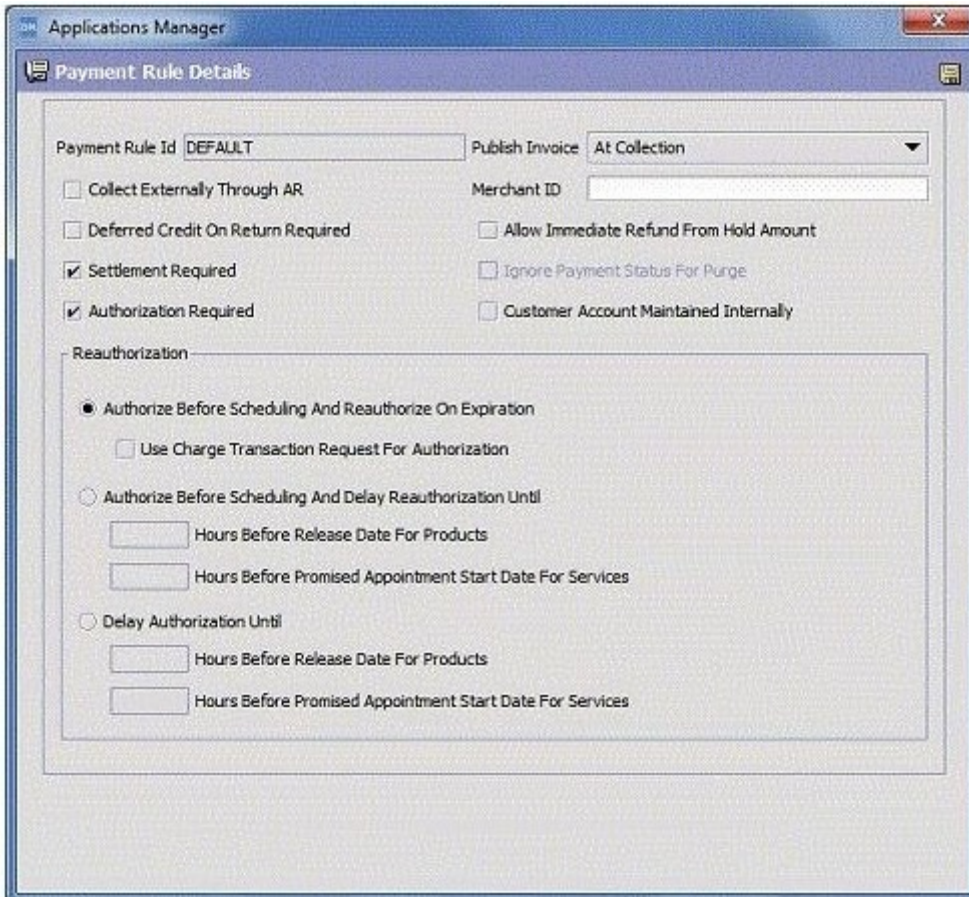 Applications Manager
Payment Rule Details
Payment Rule Id DEFAULT Publish Invoice At Collection
Collect Externally Through AR Merchant ID
Deferred Credit On Return Required Allow Immediate Refund From Hold Amount
Settlement Required Ignore Payment Status For Purge
Authorization Required Customer Account Maintained Internally
Reauthorization
Authorize Before Scheduling And Reauthorize On Expiration
Use Charge Transaction Request For Authorization
Authorize Before Scheduling And Delay Reauthorization Until
Hours Before Release Date For Products
Hours Before Promised Appointment Start Date For Services
Delay Authorization Until
Hours Before Release Date For Products
Hours Before Promised Appointment Start Date For Services